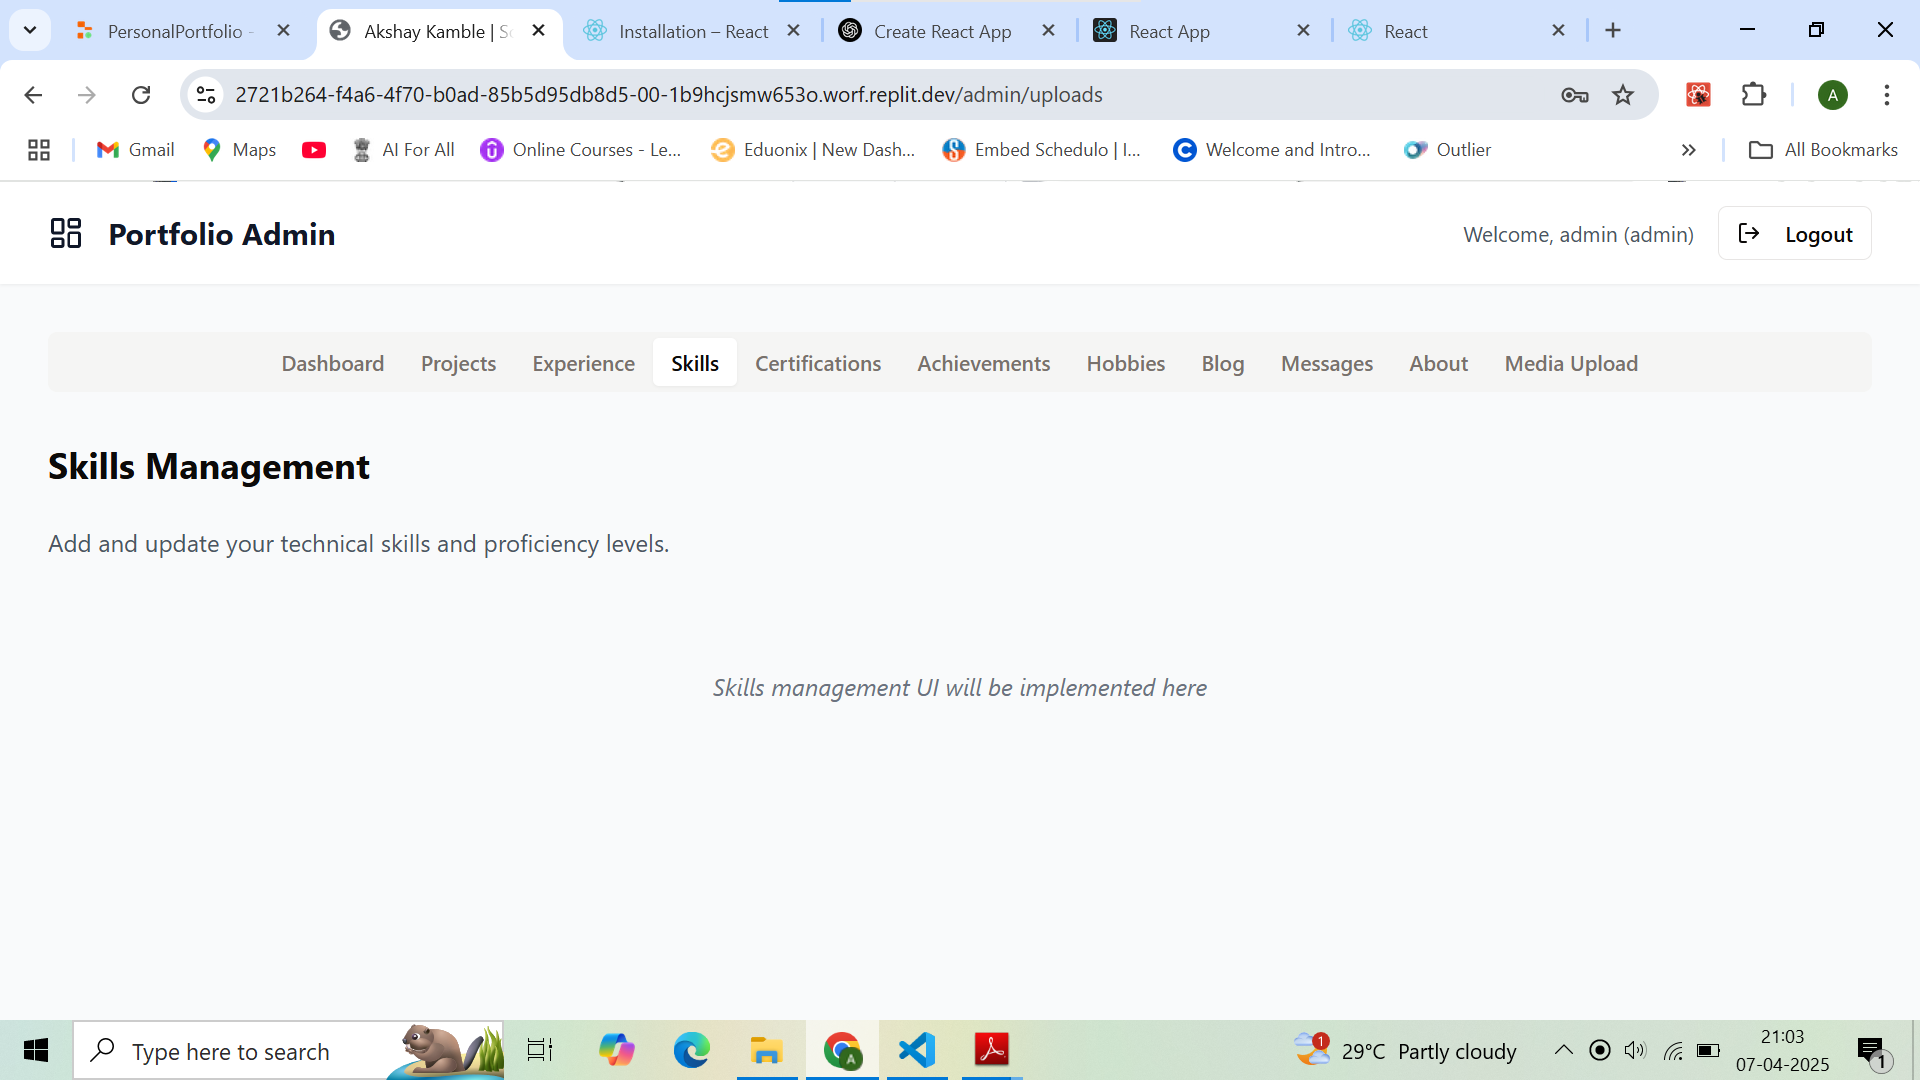 PersonalPortfolio -
Akshay Kamble | So
Installation – React
Create React App
React App
React
2721b264-f4a6-4f70-b0ad-85b5d95db8d5-00-1b9hcjsmw653o.worf.replit.dev/admin/uploads
A
Gmail
Maps
AI For All
Online Courses - Le...
Eduonix | New Dash...
Embed Schedulo | I...
Welcome and Intro...
Outlier
All Bookmarks
Portfolio Admin
Welcome, admin (admin)
Logout
Dashboard
Projects
Experience
Skills
Certifications
Achievements
Hobbies
Blog
Messages
About
Media Upload
Skills Management
Add and update your technical skills and proficiency levels.
Skills management UI will be implemented here
Type here to search
A
1
29°C Partly cloudy
21:03
07-04-2025
1